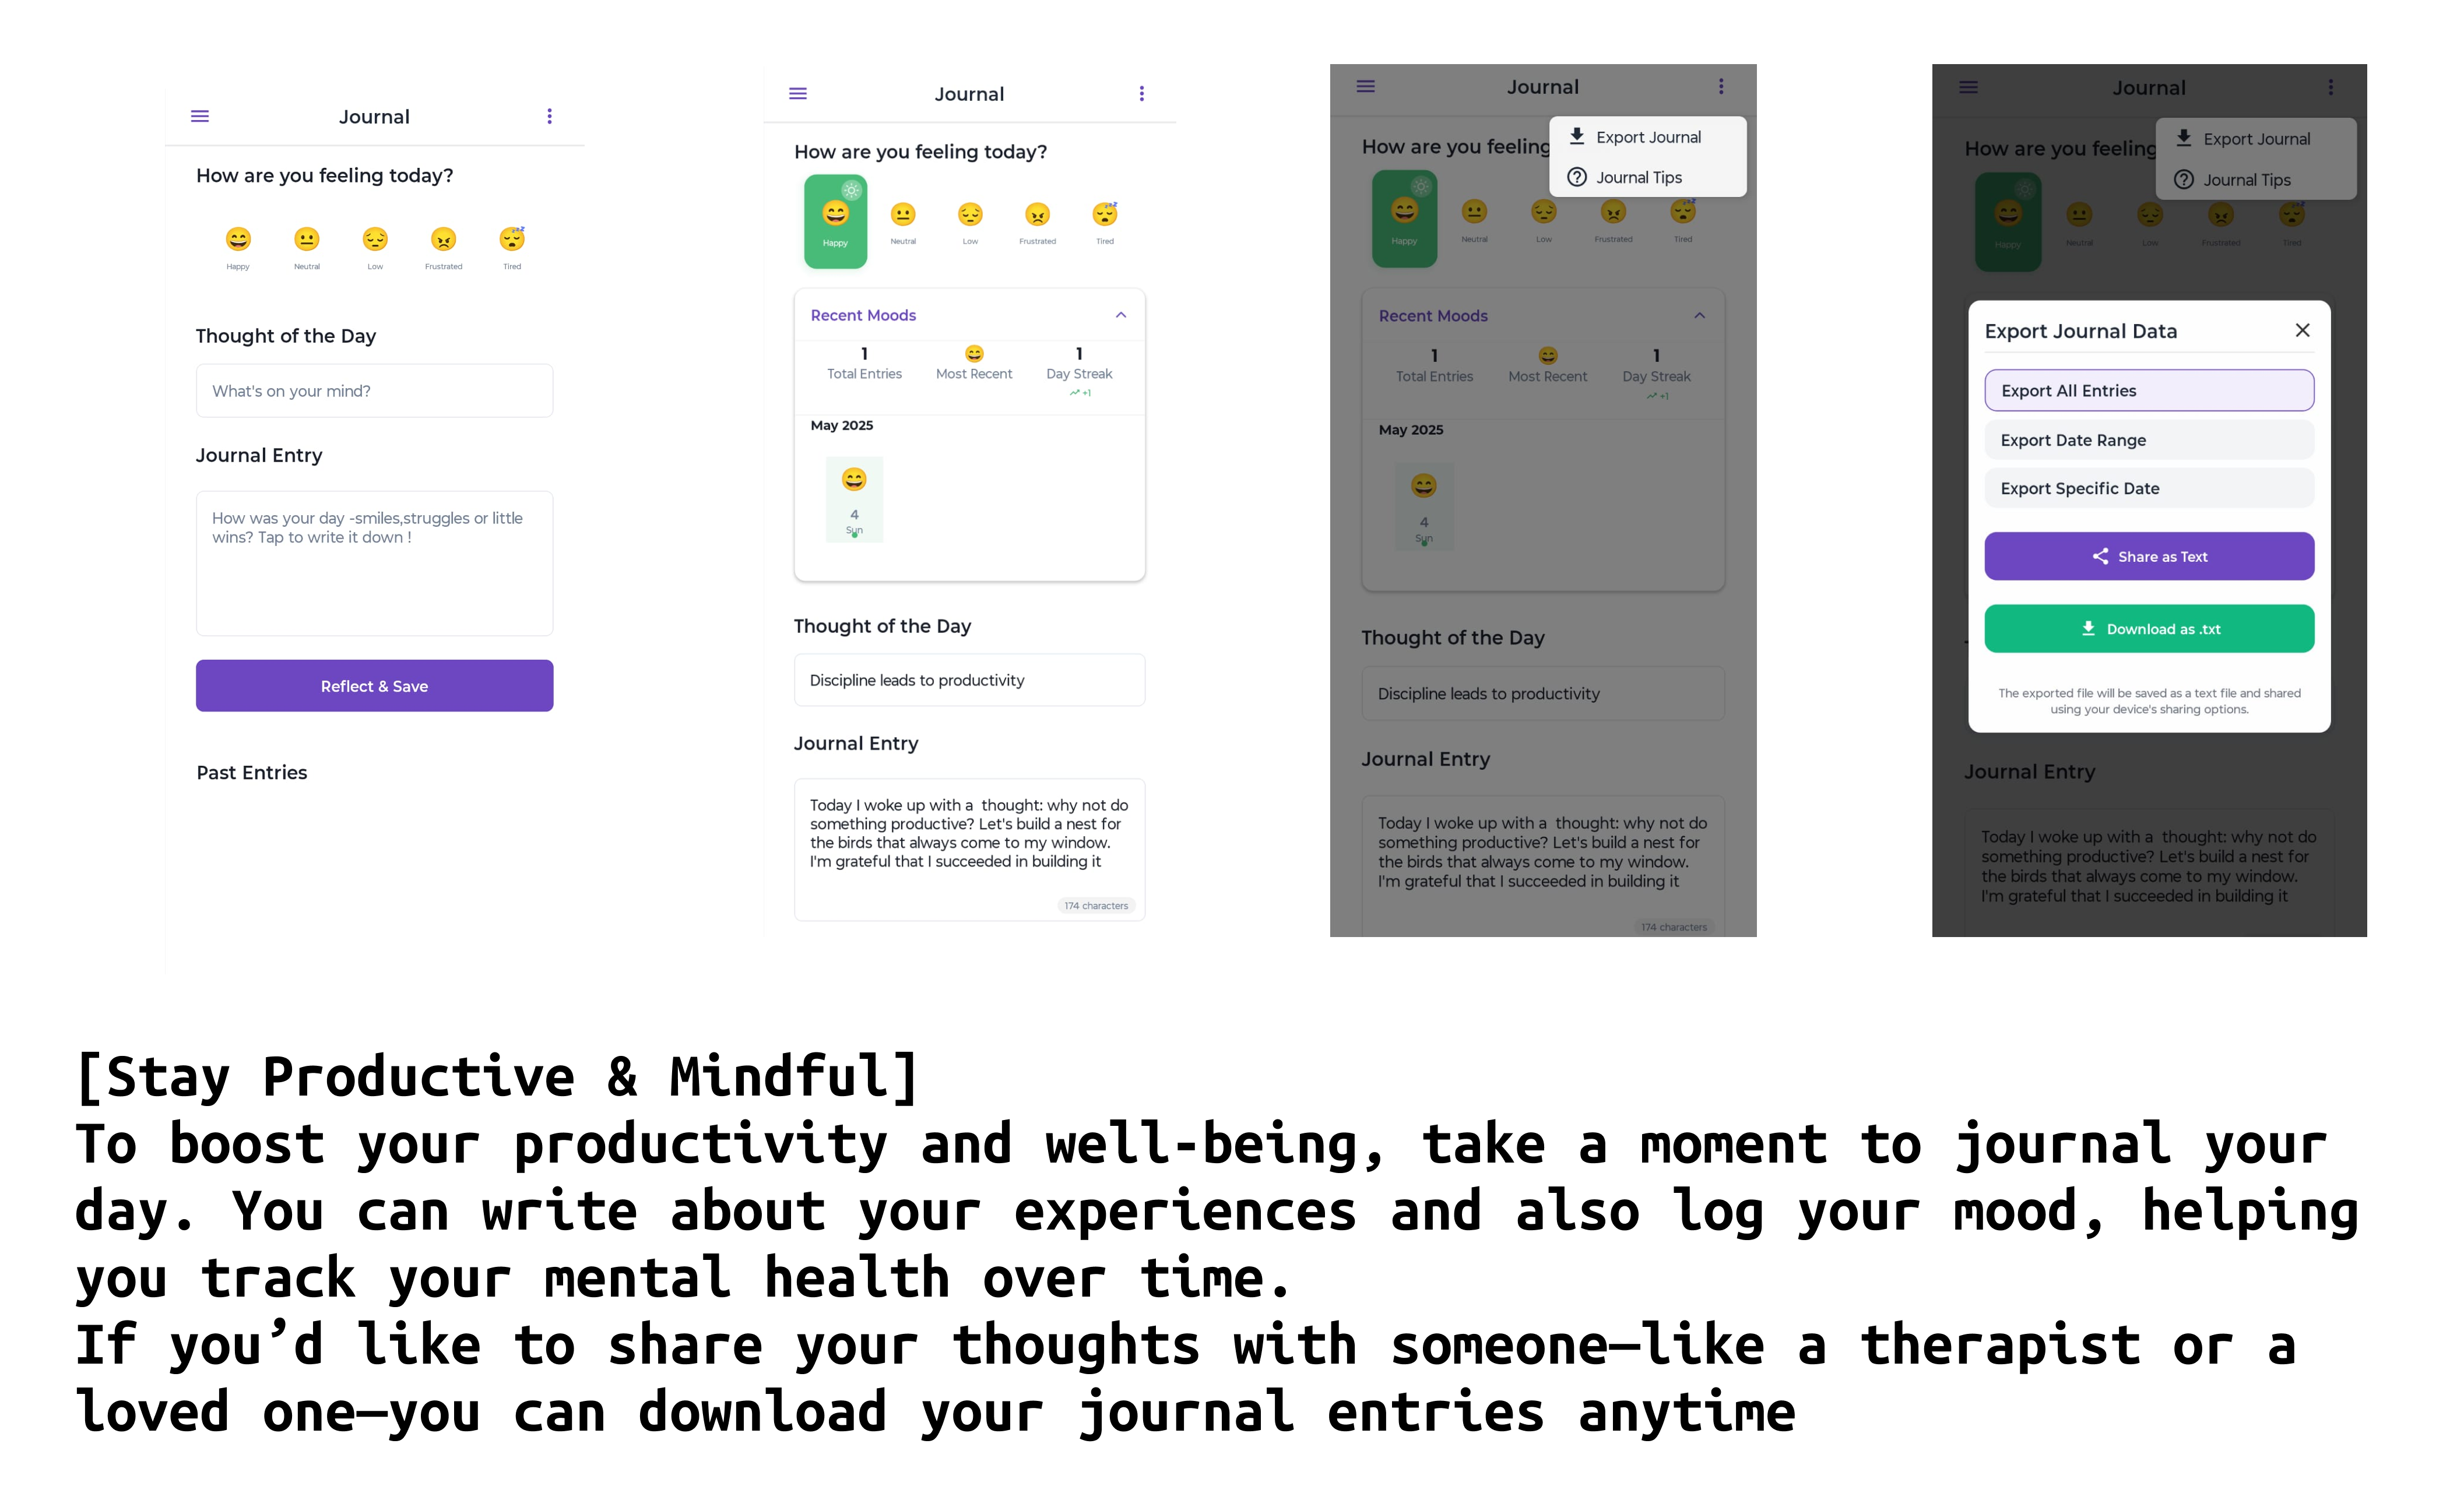 Journal
How are you feeling today?
Happy
Neutral
Low
Frustrated
Tired
Thought of the Day
What's on your mind?
Journal Entry
How was your day -smiles,struggles or little
wins? Tap to write it down !
Reflect & Save
Past Entries
Journal
How are you feeling today?
Happy
Neutral
Low
Frustrated
Tired
Recent Moods
1
1
Total Entries
Most Recent
Day Streak
+1
May 2025
4
Sun
Thought of the Day
Discipline leads to productivity
Journal Entry
Today I woke up with a  thought: why not do
something productive? Let's build a nest for
the birds that always come to my window.
I'm grateful that I succeeded in building it
174 characters
Journal
Export Journal
Journal Tips
How are you feeling
Happy
Neutral
Low
Frustrated
Tired
Recent Moods
1
1
Total Entries
Most Recent
Day Streak
+1
May 2025
4
Sun
Thought of the Day
Discipline leads to productivity
Journal Entry
Today I woke up with a  thought: why not do
something productive? Let's build a nest for
the birds that always come to my window.
I'm grateful that I succeeded in building it
174 characters
Journal
Export Journal
Journal Tips
How are you feeling
Happy
Neutral
Low
Frustrated
Tired
Export Journal Data
Export All Entries
Export Date Range
Export Specific Date
Share as Text
Download as .txt
The exported file will be saved as a text file and shared
using your device's sharing options.
Journal Entry
Today I woke up with a  thought: why not do
something productive? Let's build a nest for
the birds that always come to my window.
I'm grateful that I succeeded in building it
[Stay Productive & Mindful]
To boost your productivity and well-being, take a moment to journal your
day. You can write about your experiences and also log your mood, helping
you track your mental health over time.
If you’d like to share your thoughts with someone—like a therapist or a
loved one—you can download your journal entries anytime